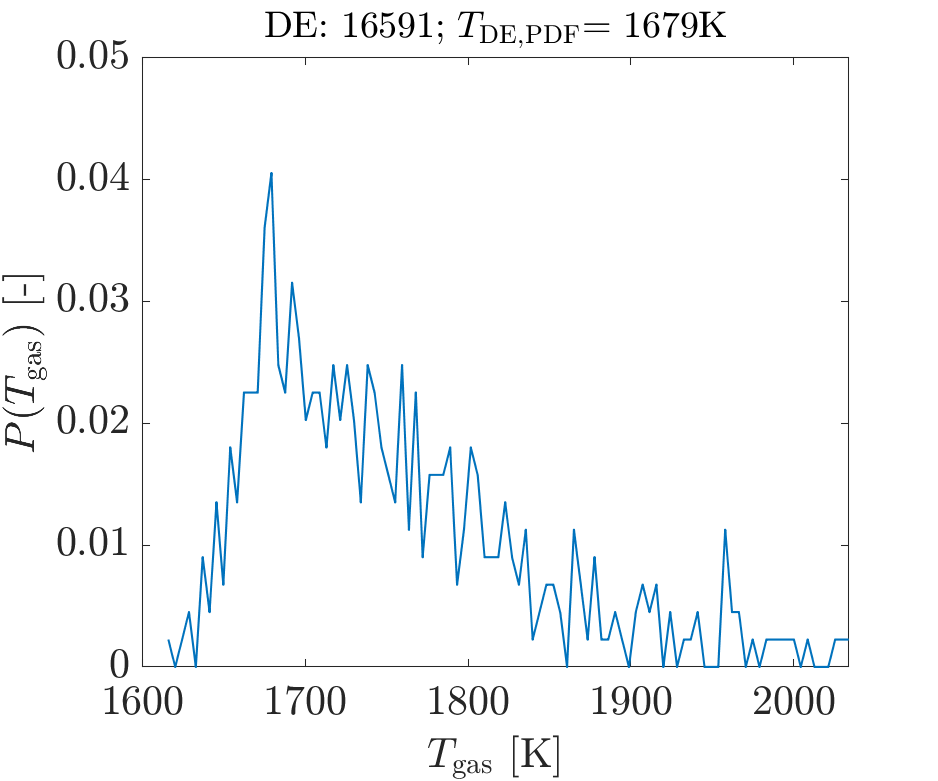 DE: 16591; T_DE,PDF= 1679K
0.05
0.04
0.03
0.02
0.01
0
P(T_gas) [-]
1600 1700 1800 1900 2000
T_gas [K]